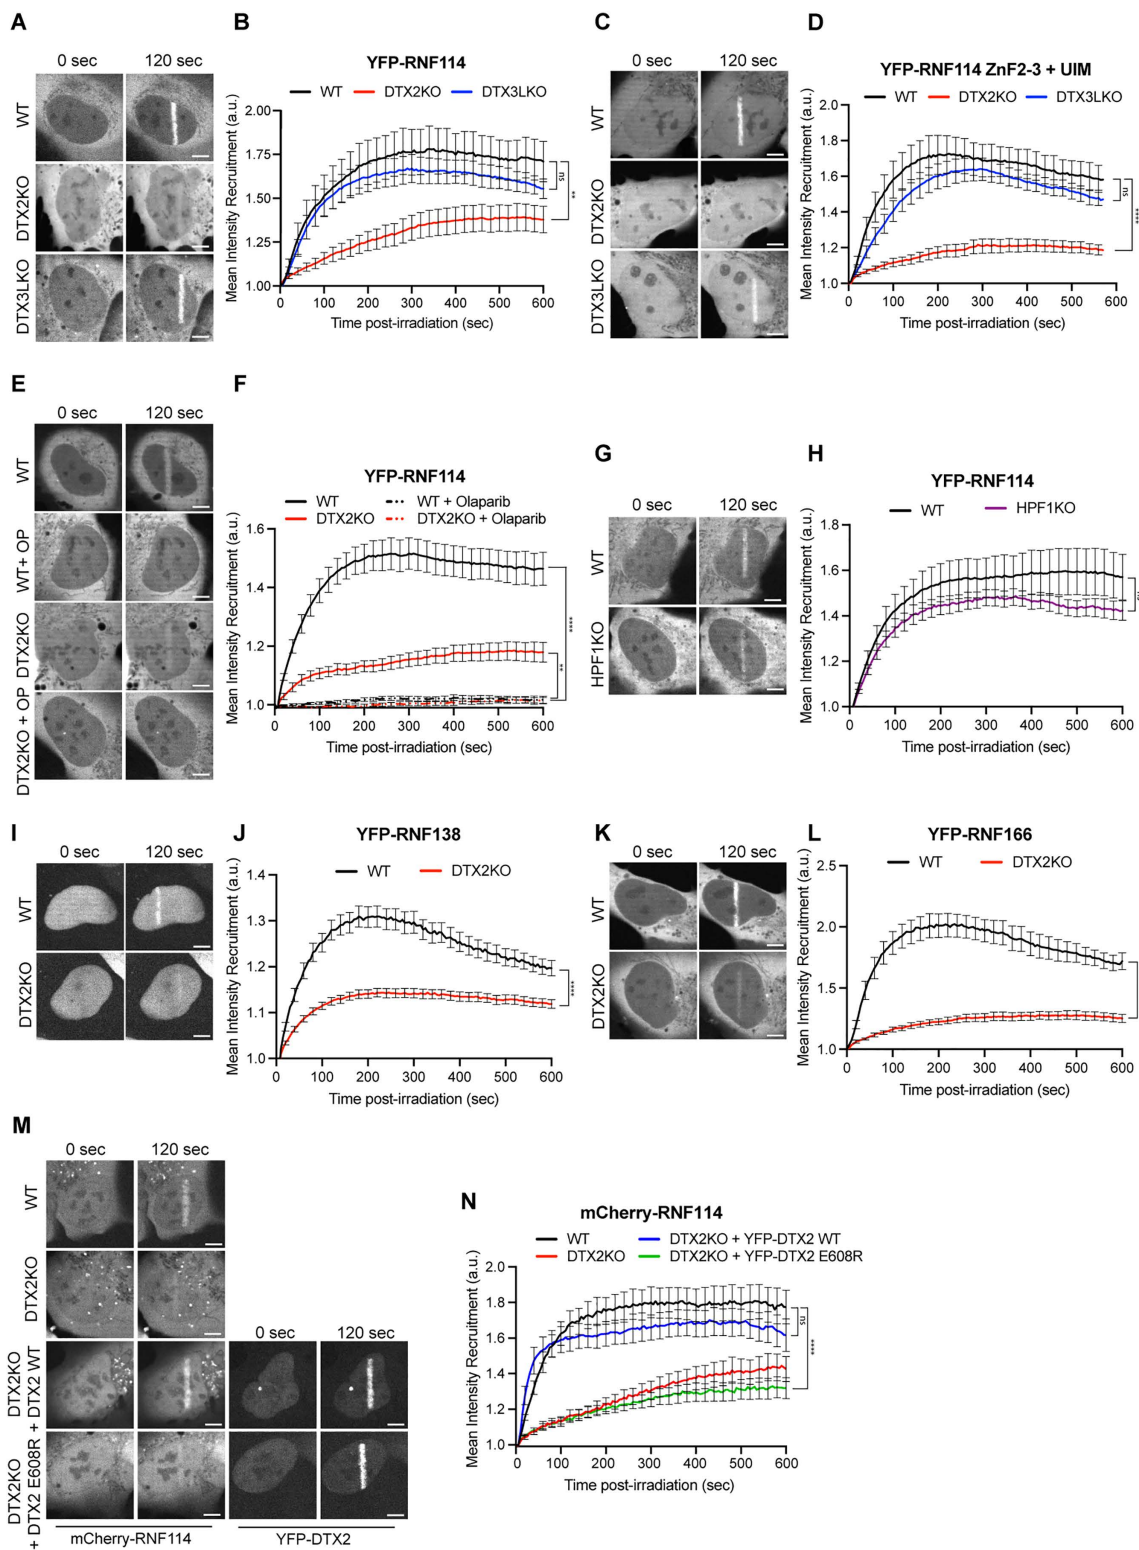 A
0 sec 120 sec
WT
DTX2KO
DTX3LKO
B
YFP-RNF114
WT DTX2KO DTX3LKO
Mean Intensity Recruitment (a.u.)
2.00
1.75
1.50
1.25
1.00
0 100 200 300 400 500 600
Time post-irradiation (sec)
ns
**
C
0 sec 120 sec
WT
DTX2KO
DTX3LKO
D
YFP-RNF114 ZnF2-3 + UIM
WT DTX2KO DTX3LKO
Mean Intensity Recruitment (a.u.)
2.0
1.8
1.6
1.4
1.2
1.0
0 100 200 300 400 500 600
Time post-irradiation (sec)
ns
****
E
0 sec 120 sec
WT
WT+ OP
DTX2KO
DTX2KO + OP
F
YFP-RNF114
WT WT + Olaparib
DTX2KO DTX2KO + Olaparib
Mean Intensity Recruitment (a.u.)
1.6
1.4
1.2
1.0
0 100 200 300 400 500 600
Time post-irradiation (sec)
**
****
G
0 sec 120 sec
WT
HPF1KO
H
YFP-RNF114
WT HPF1KO
Mean Intensity Recruitment (a.u.)
1.8
1.6
1.4
1.2
1.0
0 100 200 300 400 500 600
Time post-irradiation (sec)
I
0 sec 120 sec
WT
DTX2KO
J
YFP-RNF138
WT DTX2KO
Mean Intensity Recruitment (a.u.)
1.4
1.3
1.2
1.1
1.0
0 100 200 300 400 500 600
Time post-irradiation (sec)
****
K
0 sec 120 sec
WT
DTX2KO
L
YFP-RNF166
WT DTX2KO
Mean Intensity Recruitment (a.u.)
2.5
2.0
1.5
1.0
0 100 200 300 400 500 600
Time post-irradiation (sec)
M
0 sec 120 sec
WT
DTX2KO
DTX2KO
+ DTX2 WT
DTX2KO
+ DTX2 E608R
0 sec 120 sec
mCherry-RNF114 YFP-DTX2
N
mCherry-RNF114
WT DTX2KO + YFP-DTX2 WT
DTX2KO DTX2KO + YFP-DTX2 E608R
Mean Intensity Recruitment (a.u.)
2.0
1.8
1.6
1.4
1.2
1.0
0 100 200 300 400 500 600
Time post-irradiation (sec)
ns
****